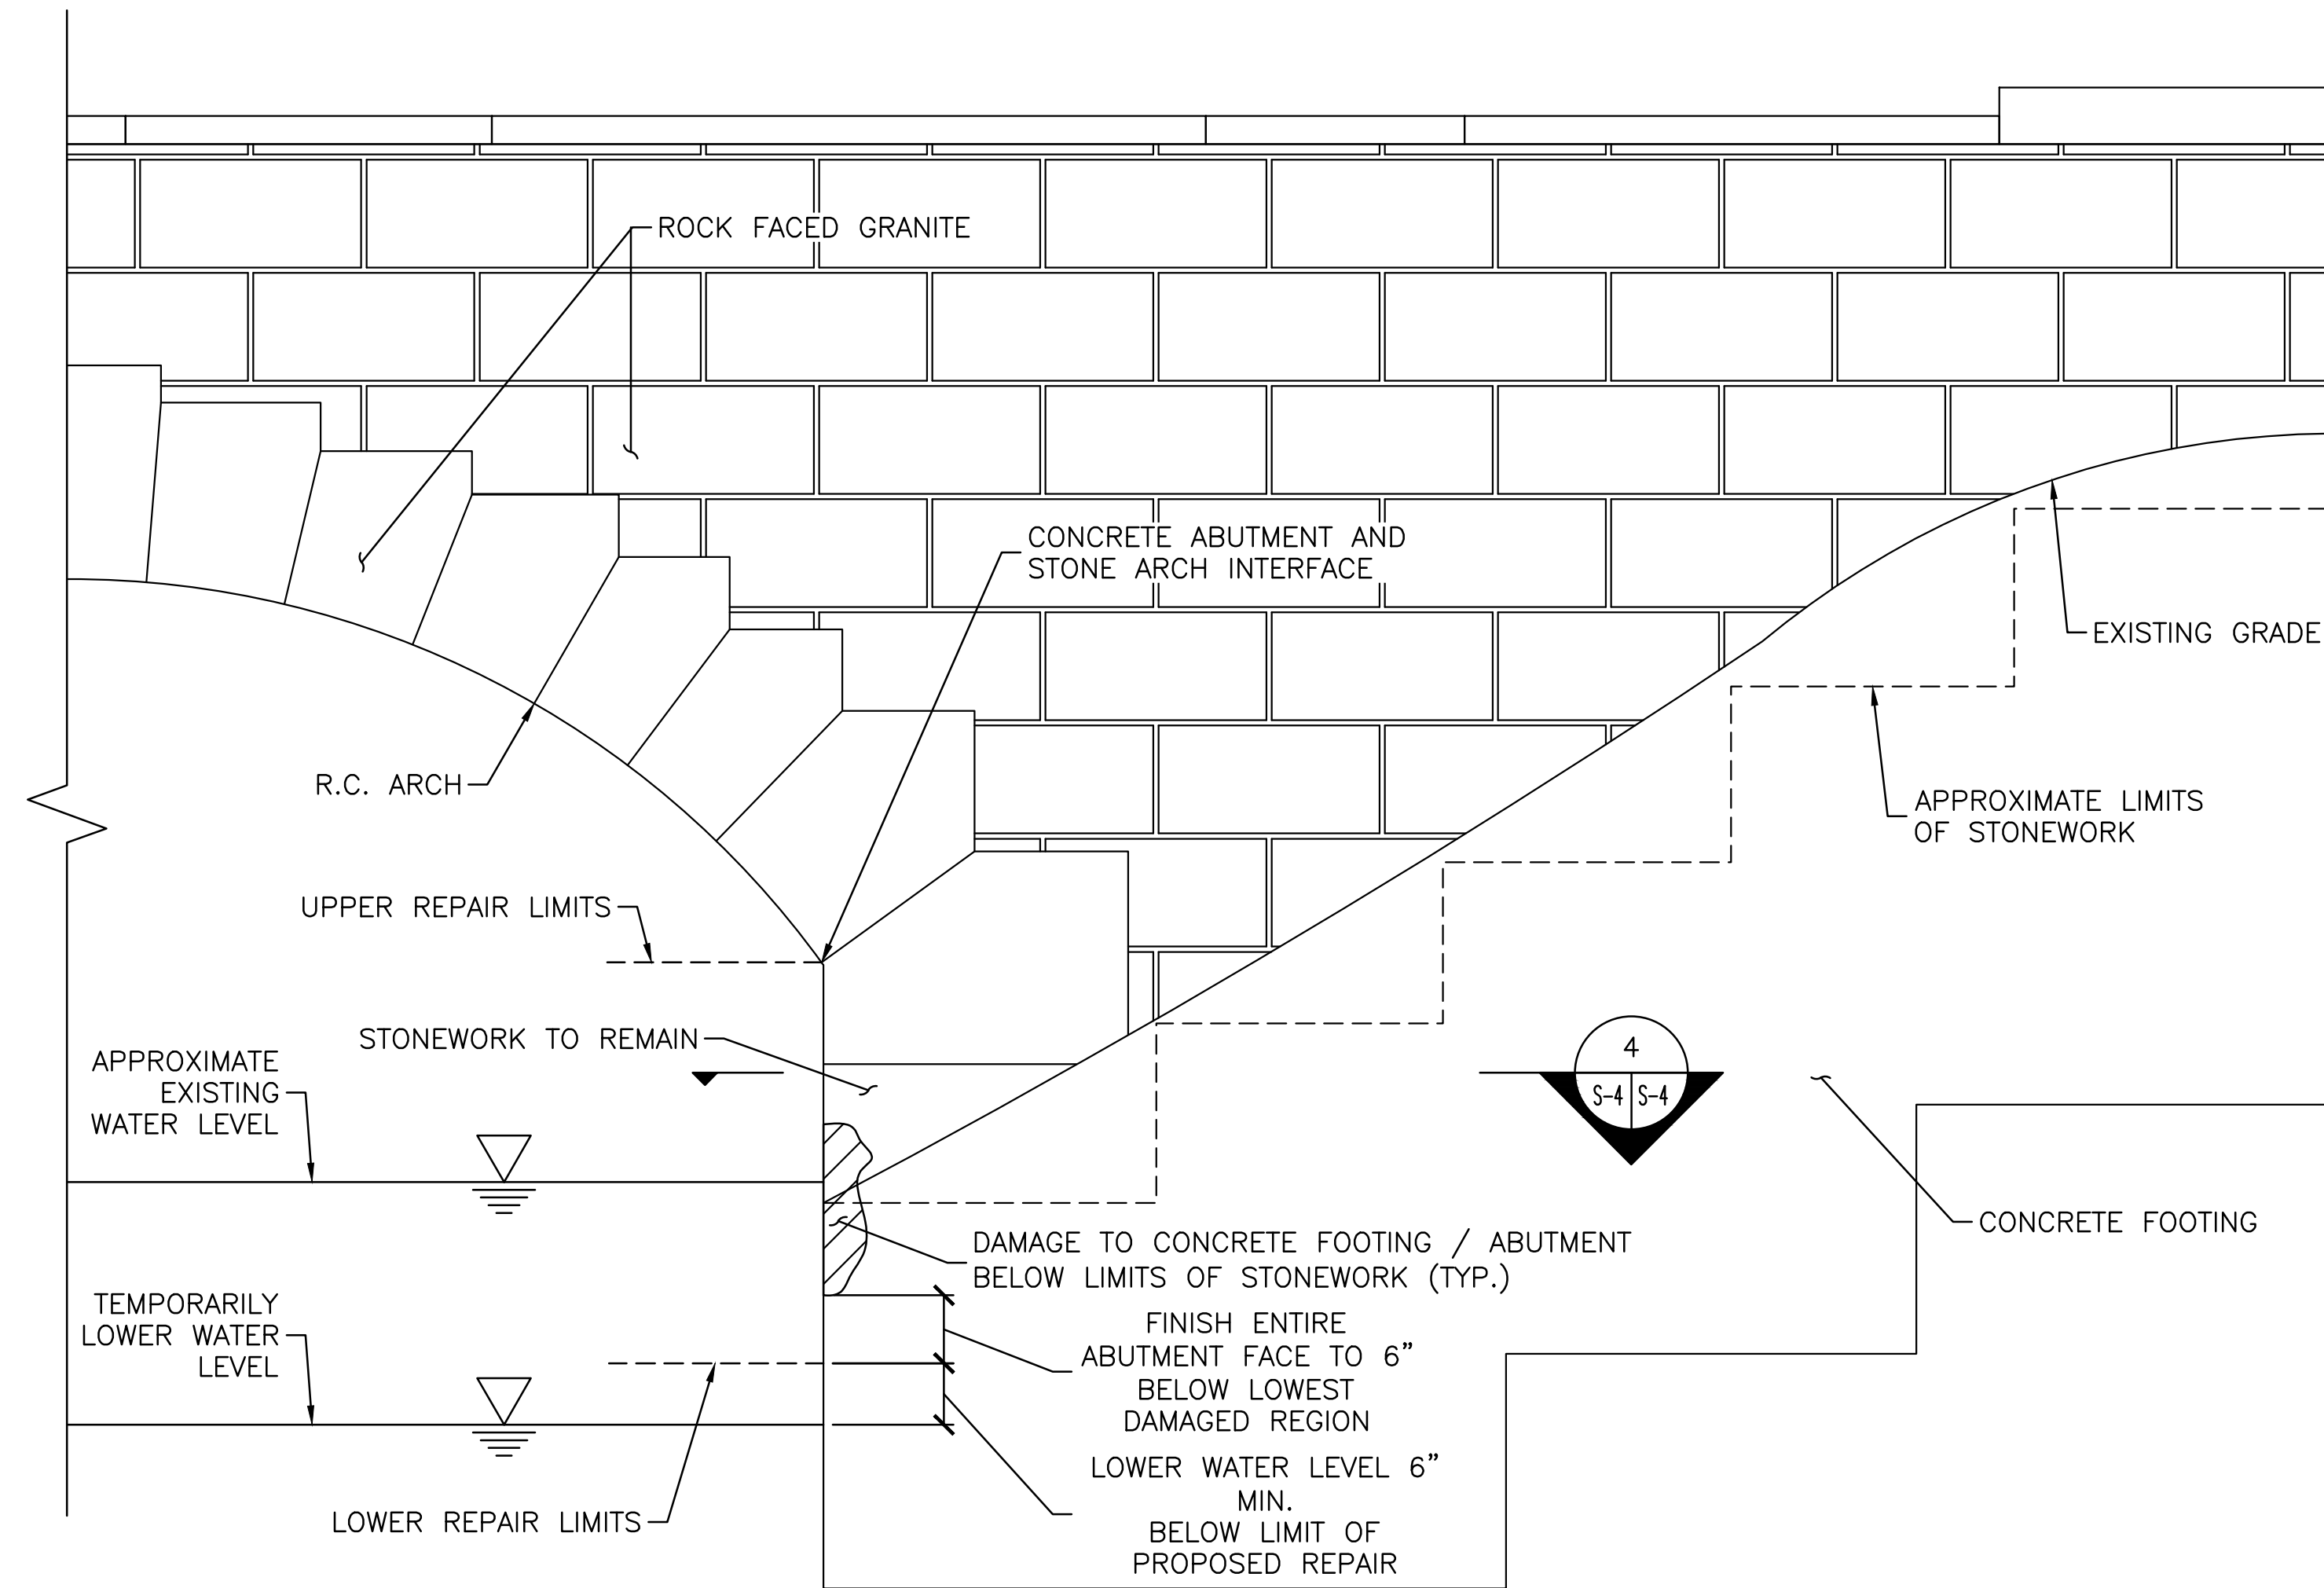 ROCK FACED GRANITE
CONCRETE ABUTMENT AND
STONE ARCH INTERFACE
EXISTING GRADE
R.C. ARCH
APPROXIMATE LIMITS
OF STONEWORK
UPPER REPAIR LIMITS
STONEWORK TO REMAIN
APPROXIMATE
EXISTING
WATER LEVEL
4
S-4 S-4
CONCRETE FOOTING
DAMAGE TO CONCRETE FOOTING / ABUTMENT
BELOW LIMITS OF STONEWORK (TYP.)
TEMPORARILY
LOWER WATER
LEVEL
FINISH ENTIRE
ABUTMENT FACE TO 6"
BELOW LOWEST
DAMAGED REGION
LOWER WATER LEVEL 6"
MIN.
BELOW LIMIT OF
PROPOSED REPAIR
LOWER REPAIR LIMITS